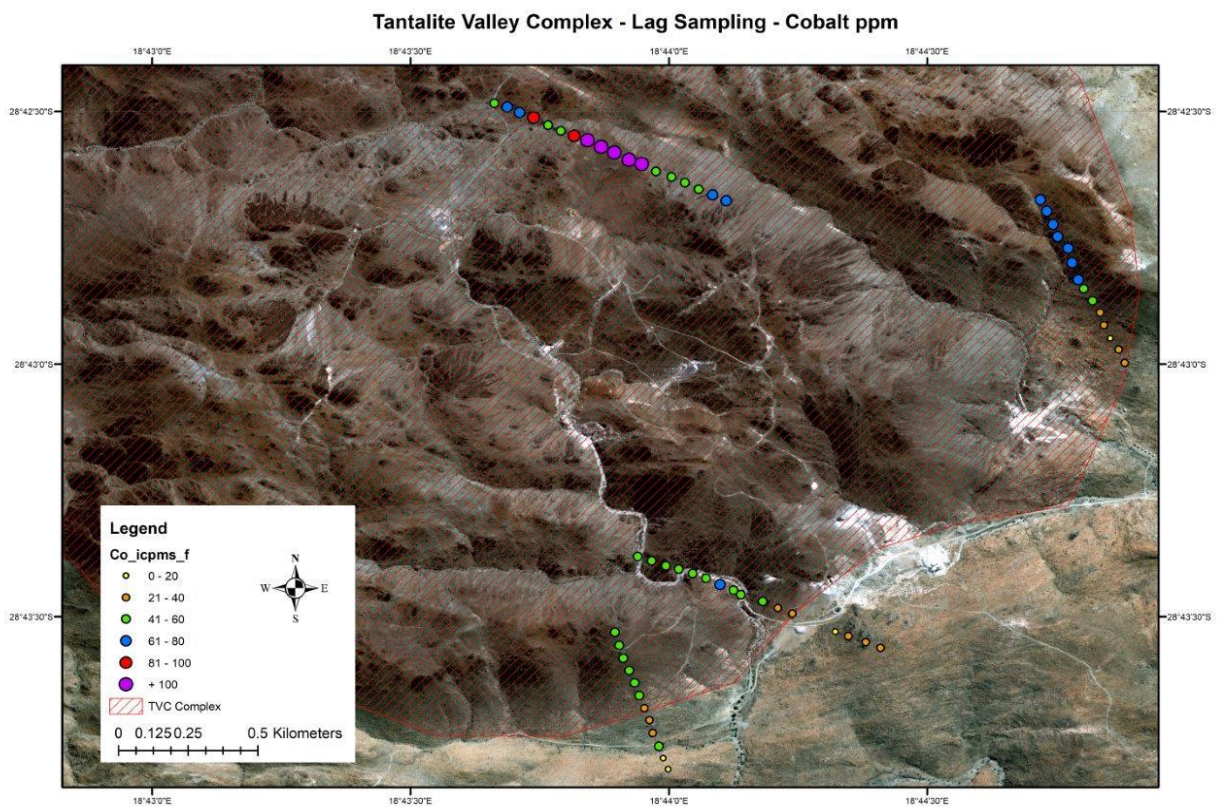 Tantalite Valley Complex - Lag Sampling - Cobalt ppm
18°43'0"E 18°43'30"E 18°44'0"E 18°44'30"E
28°42'30"S 28°42'30"S
28°43'0"S 28°43'0"S
28°43'30"S 28°43'30"S
Legend
Co_icpms_f
0 - 20
21 - 40
41 - 60
61 - 80
81 - 100
+ 100
TVC Complex
N
W E
S
0 0.125 0.25 0.5 Kilometers
18°43'0"E 18°43'30"E 18°44'0"E 18°44'30"E